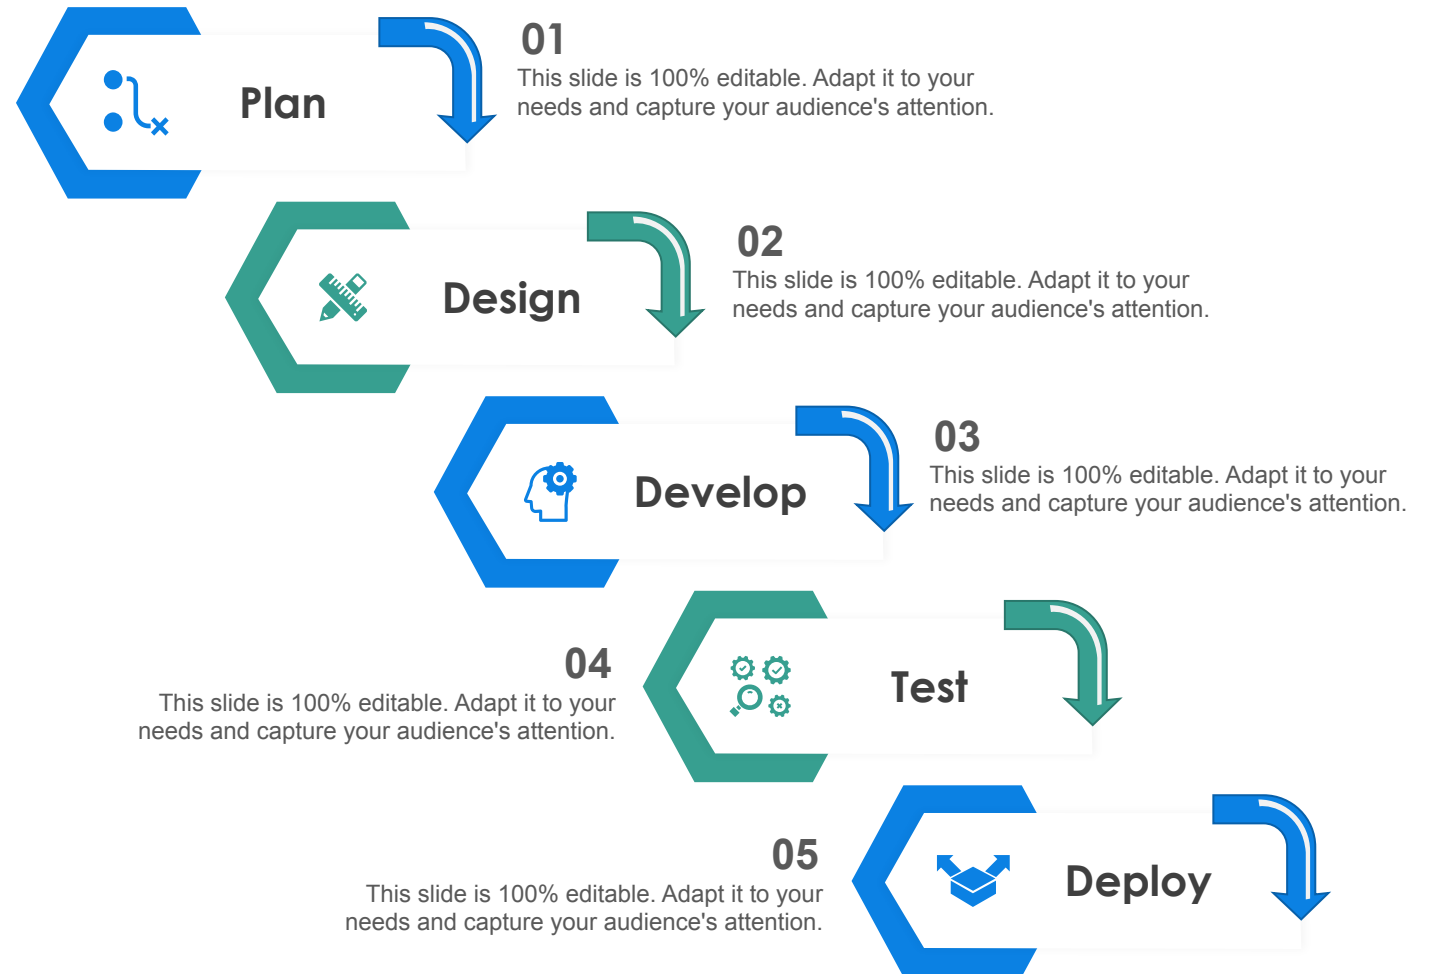 01
This slide is 100% editable. Adapt it to your
needs and capture your audience's attention.
Plan
02
This slide is 100% editable. Adapt it to your
needs and capture your audience's attention.
Design
03
This slide is 100% editable. Adapt it to your
needs and capture your audience's attention.
Develop
04
This slide is 100% editable. Adapt it to your
needs and capture your audience's attention.
Test
05
This slide is 100% editable. Adapt it to your
needs and capture your audience's attention.
Deploy